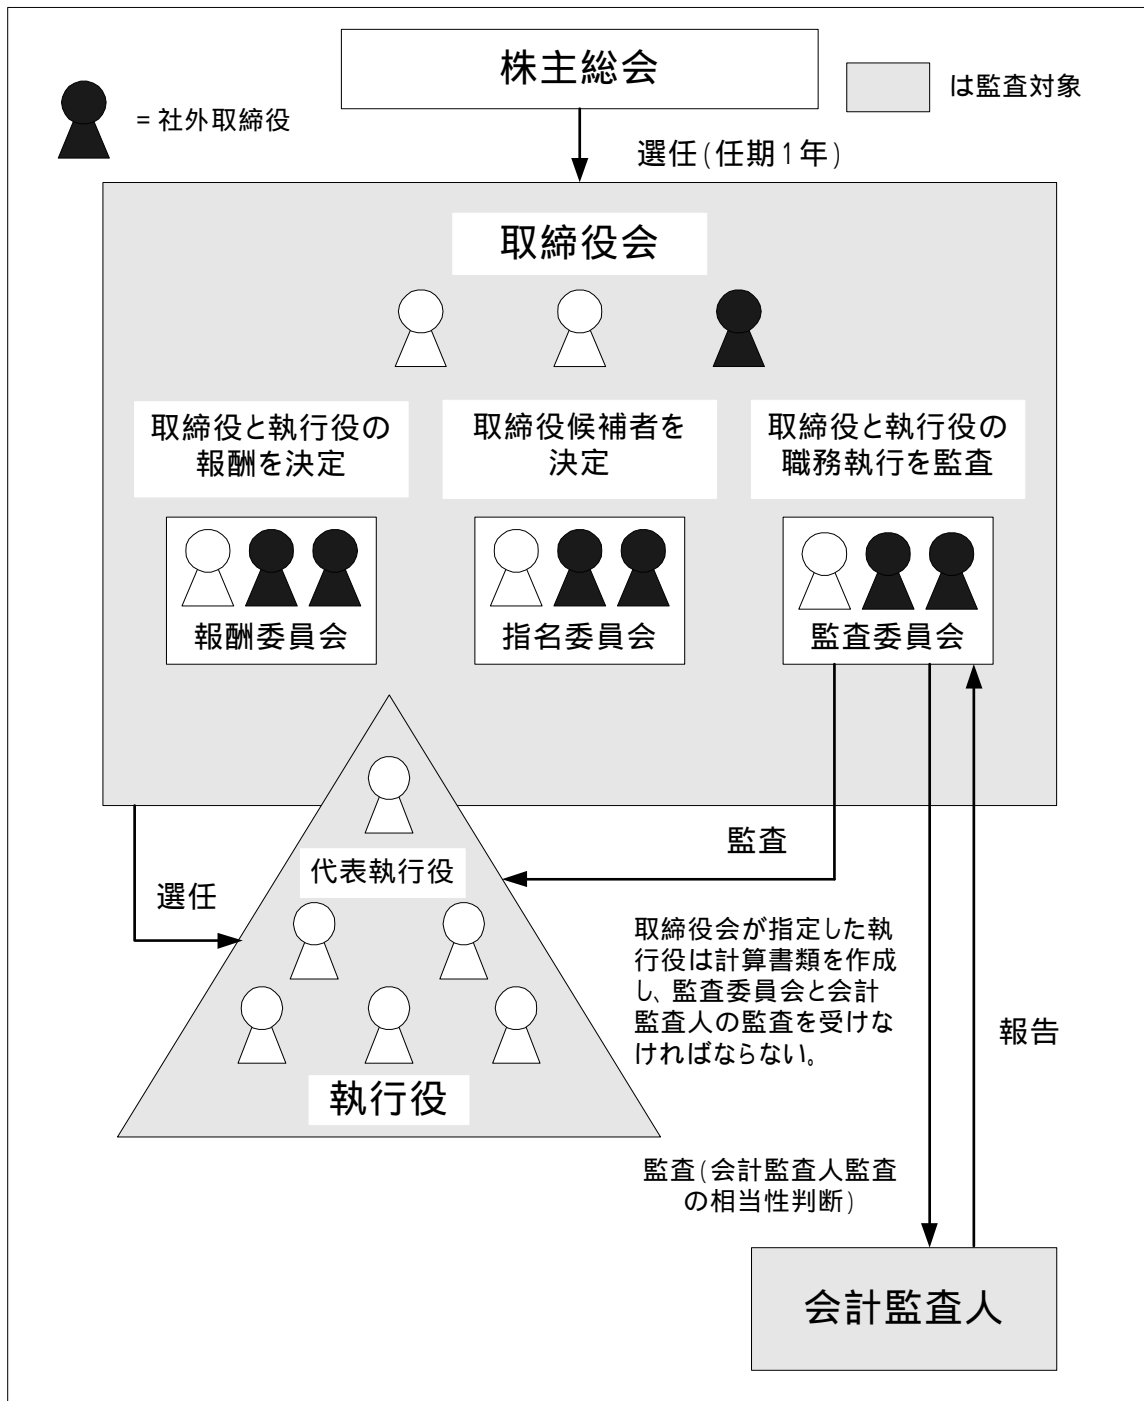 株主総会
は監査対象
=社外取締役
選任(任期1年)
取締役会
取締役と執行役の
報酬を決定
取締役候補者を
決定
取締役と執行役の
職務執行を監査
報酬委員会
指名委員会
監査委員会
監査
代表執行役
選任
取締役会が指定した執
行役は計算書類を作成
し、監査委員会と会計
監査人の監査を受けな
ければならない。
報告
執行役
監査(会計監査人監査
の相当性判断)
会計監査人